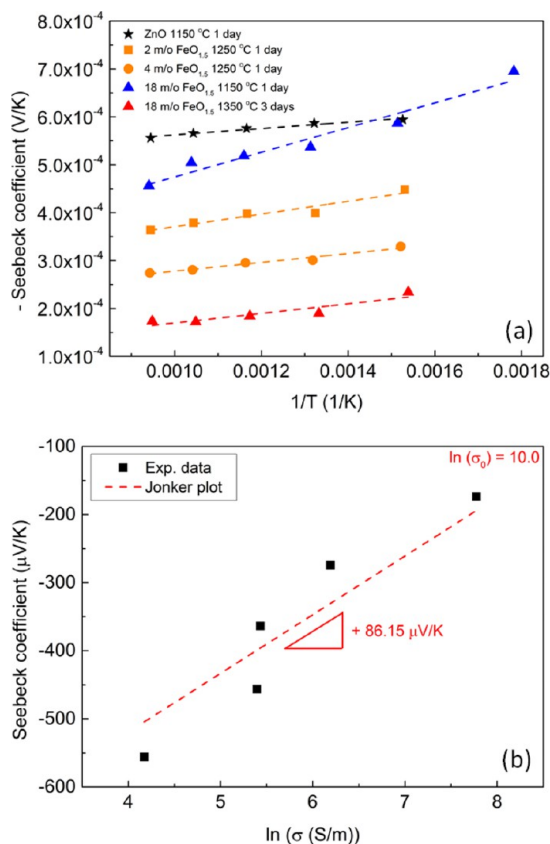 ZnO 1150 °C 1 day
2 m/o FeO1.5 1250 °C 1 day
4 m/o FeO1.5 1250 °C 1 day
18 m/o FeO1.5 1150 °C 1 day
18 m/o FeO1.5 1350 °C 3 days
8.0x10-4
7.0x10-4
6.0x10-4
5.0x10-4
4.0x10-4
3.0x10-4
2.0x10-4
1.0x10-4
- Seebeck coefficient (V/K)
(a)
0.0010 0.0012 0.0014 0.0016 0.0018
1/T (1/K)
-100
-200
-300
-400
-500
-600
Seebeck coefficient (µV/K)
Exp. data
Jonker plot
ln (σ0) = 10.0
+ 86.15 µV/K
(b)
4 5 6 7 8
ln (σ (S/m))